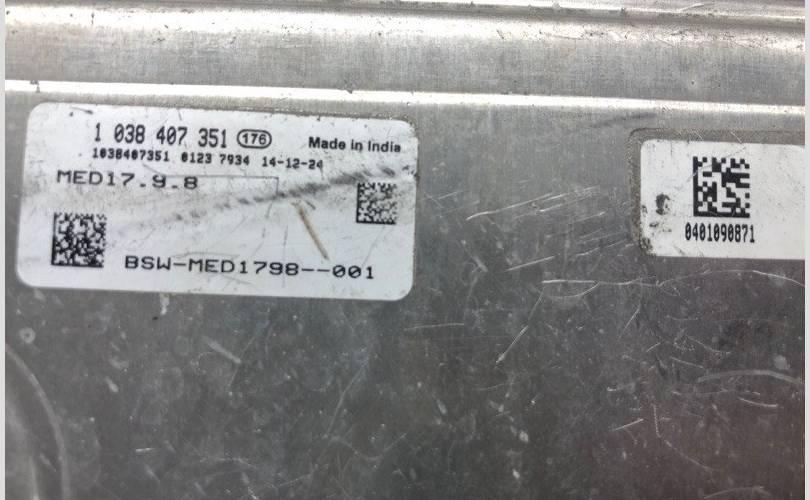 1 038 407 351 176 Made in India
1038407351 0123 7934 14-12-24
MED17.9.8
BSW-MED1798--001
0401090871